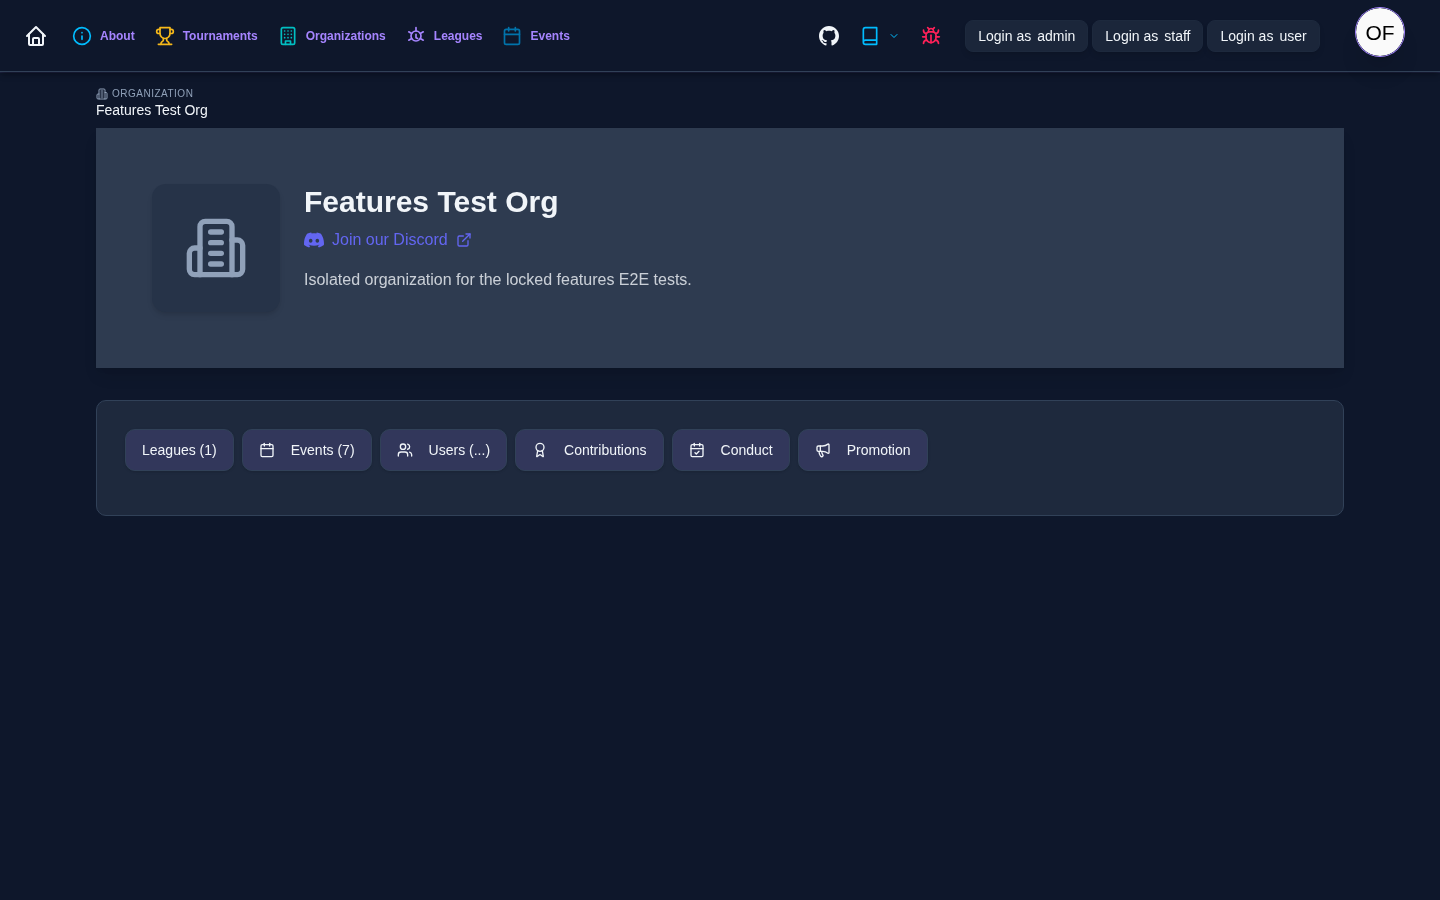 About Tournaments Organizations Leagues Events Login as admin Login as staff Login as user OF
ORGANIZATION
Features Test Org
Features Test Org
Join our Discord
Isolated organization for the locked features E2E tests.
Leagues (1) Events (7) Users (...) Contributions Conduct Promotion